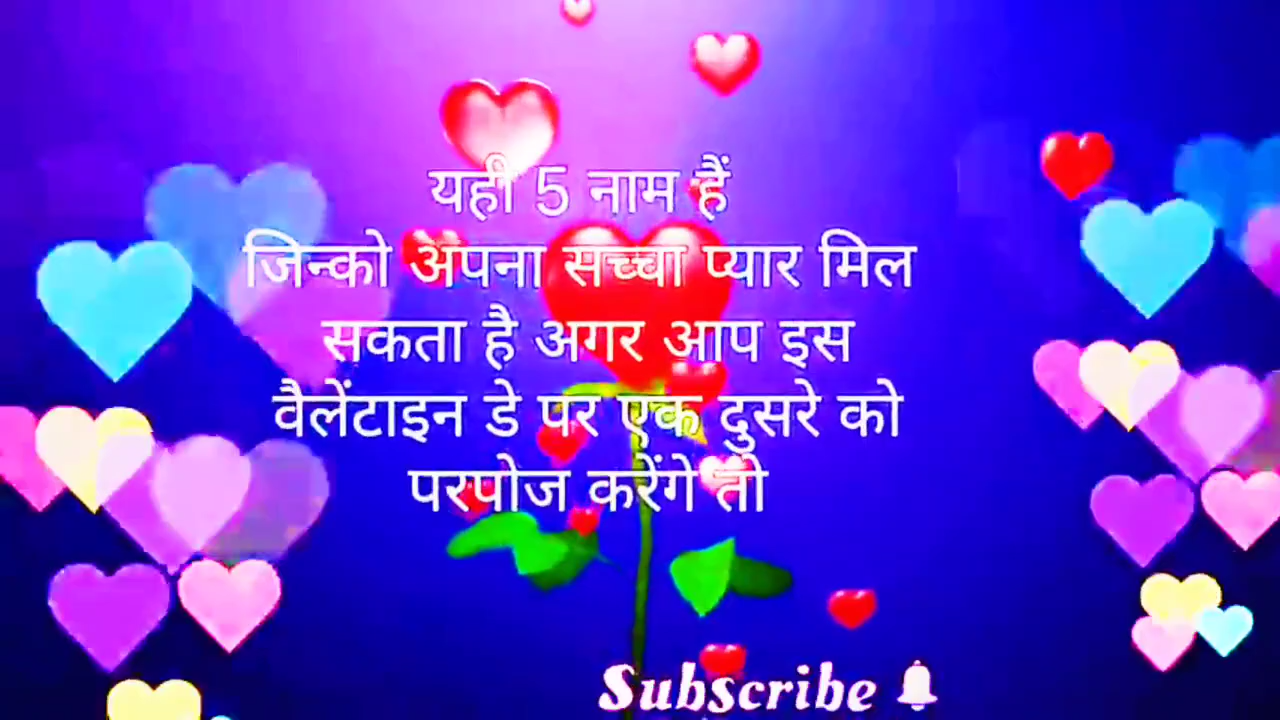 यही 5 नाम हैं
जिन्को अपना सच्चा प्यार मिल
सकता है अगर आप इस
वैलेंटाइन डे पर एक दुसरे को
परपोज करेंगे तो
Subscribe